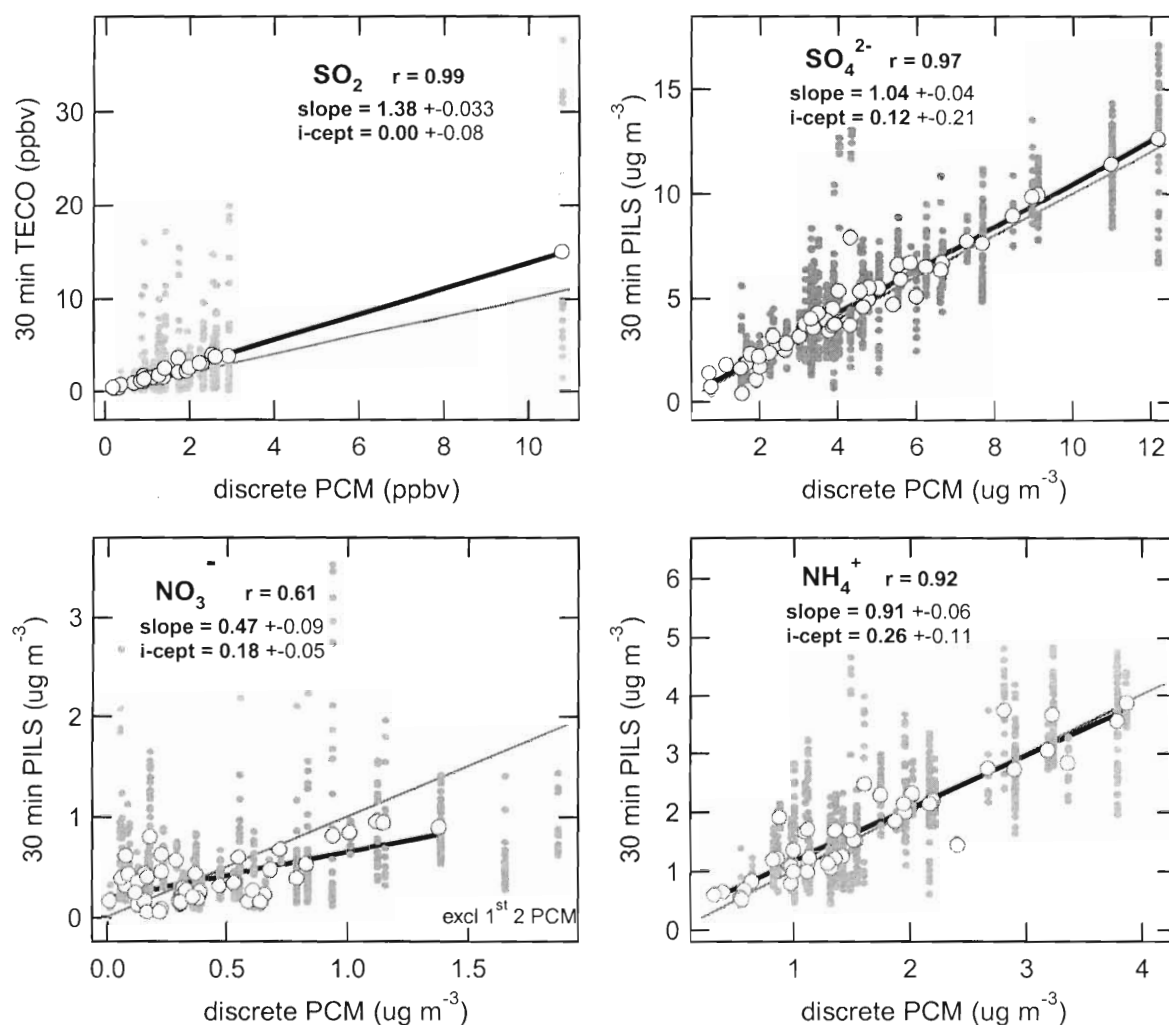 SO2 r = 0.99
slope = 1.38 +-0.033
i-cept = 0.00 +-0.08
30 min TECO (ppbv)
30
20
10
0
0 2 4 6 8 10
discrete PCM (ppbv)
SO4 2- r = 0.97
slope = 1.04 +-0.04
i-cept = 0.12 +-0.21
30 min PILS (ug m-3)
15
10
5
0
2 4 6 8 10 12
discrete PCM (ug m-3)
NO3 - r = 0.61
slope = 0.47 +-0.09
i-cept = 0.18 +-0.05
30 min PILS (ug m-3)
3
2
1
0
excl 1st 2 PCM
0.0 0.5 1.0 1.5
discrete PCM (ug m-3)
NH4 + r = 0.92
slope = 0.91 +-0.06
i-cept = 0.26 +-0.11
30 min PILS (ug m-3)
6
5
4
3
2
1
0
1 2 3 4
discrete PCM (ug m-3)